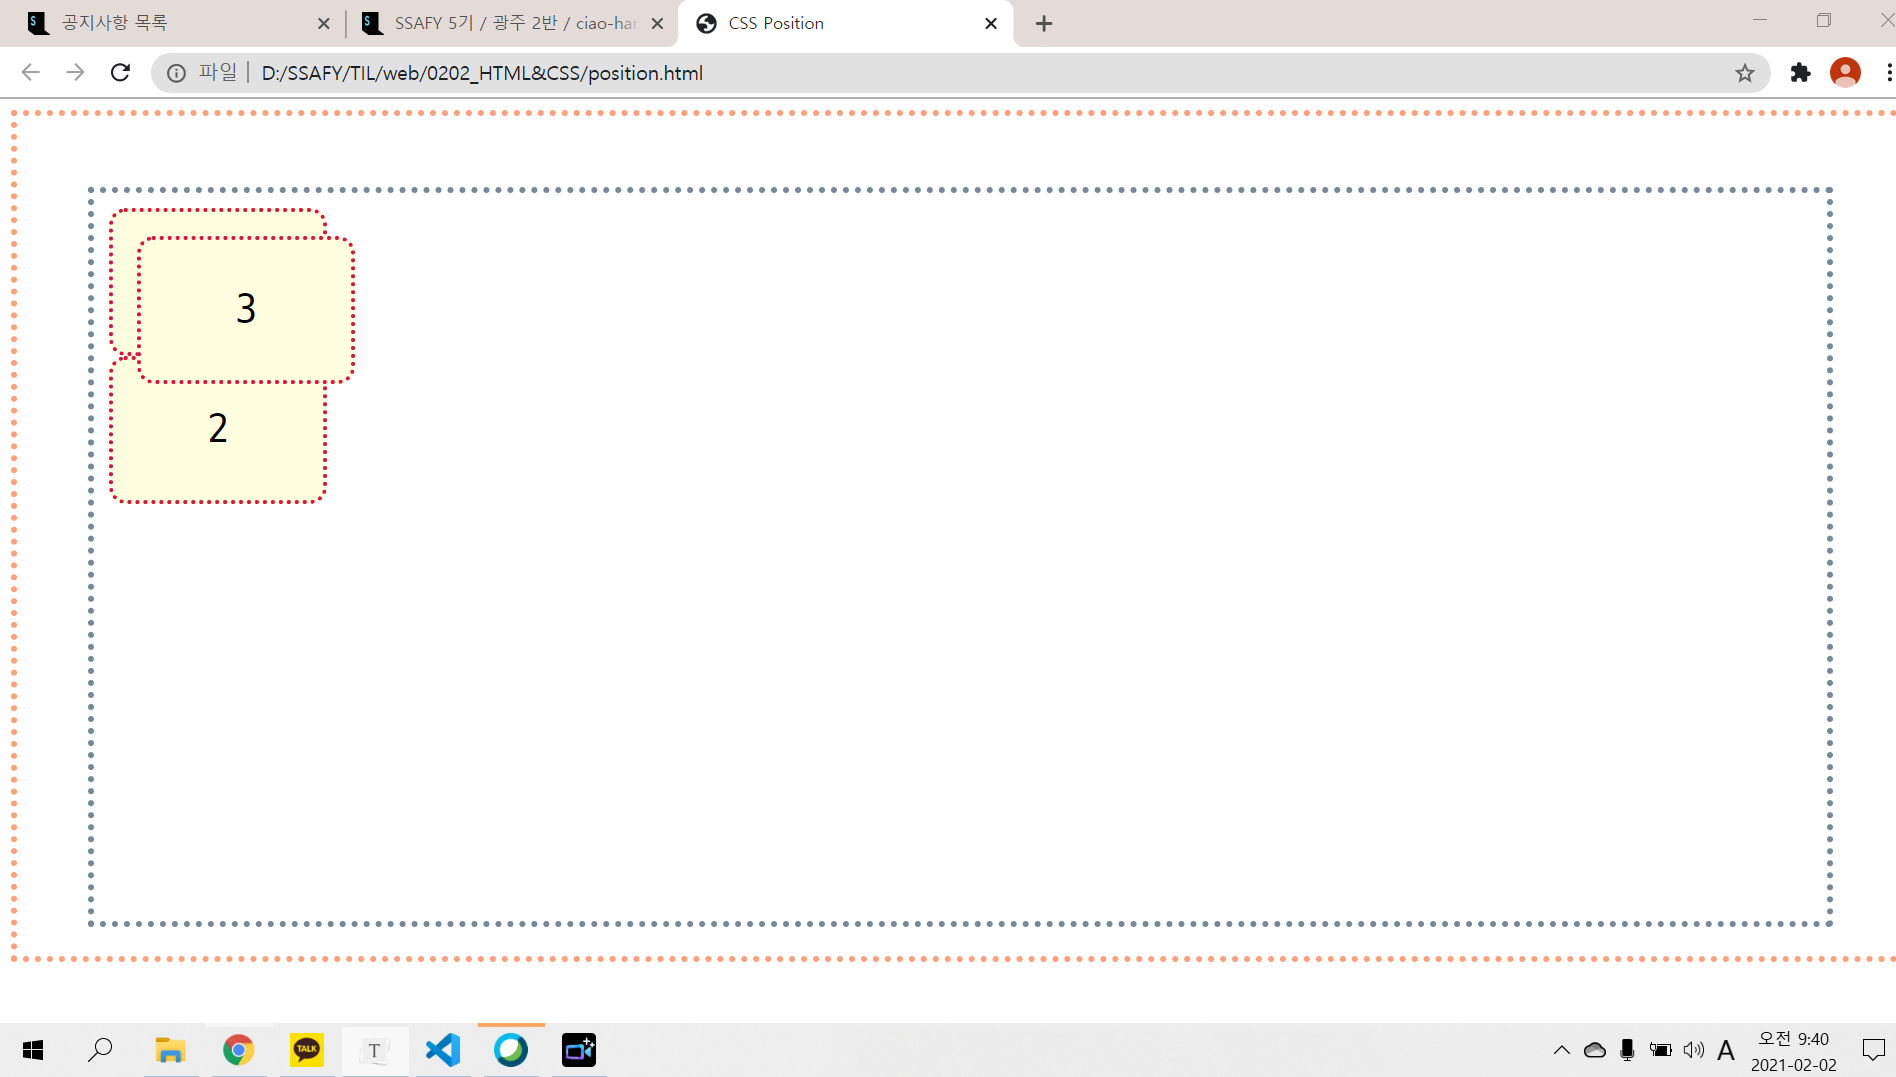 공지사항 목록
SSAFY 5기 / 광주 2반 / ciao-har
CSS Position
파일
D:/SSAFY/TIL/web/0202_HTML&CSS/position.html
3
2
TALK
T
A
오전 9:40
2021-02-02